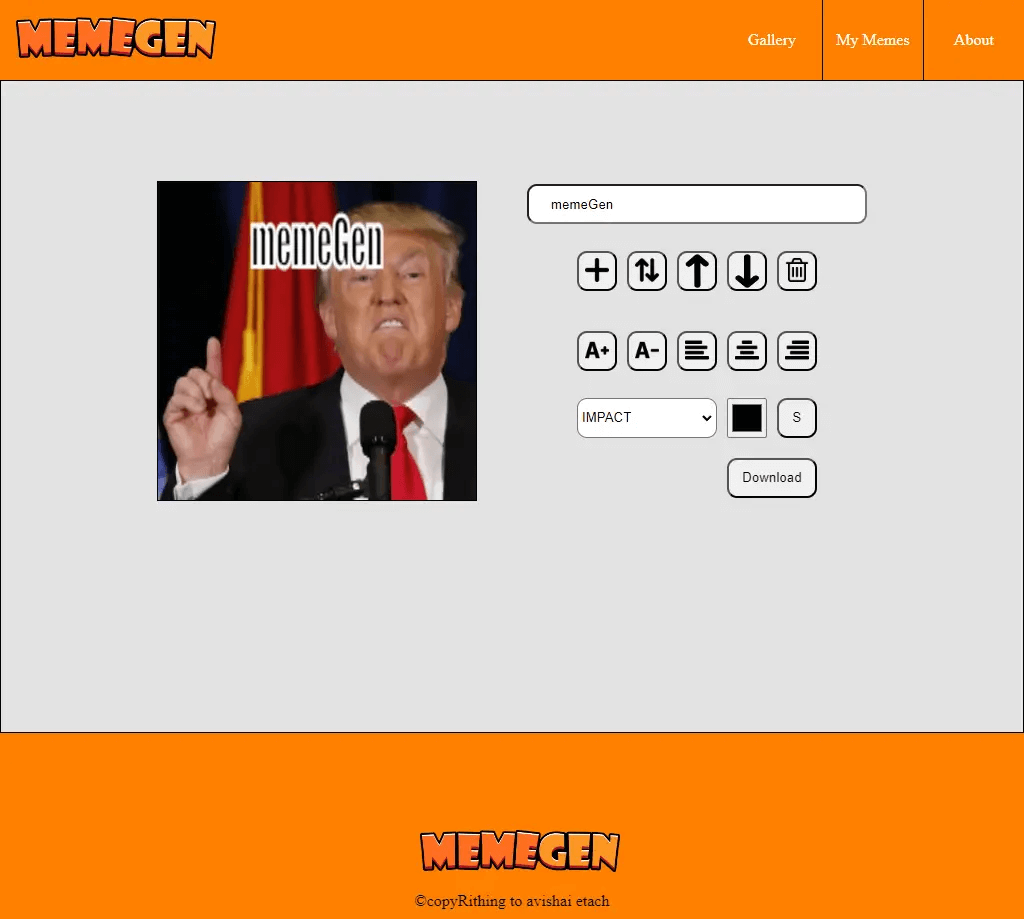 MEMEGEN
Gallery
My Memes
About
memeGen
memeGen
A+
A-
IMPACT
S
Download
MEMEGEN
©copyRithing to avishai etach